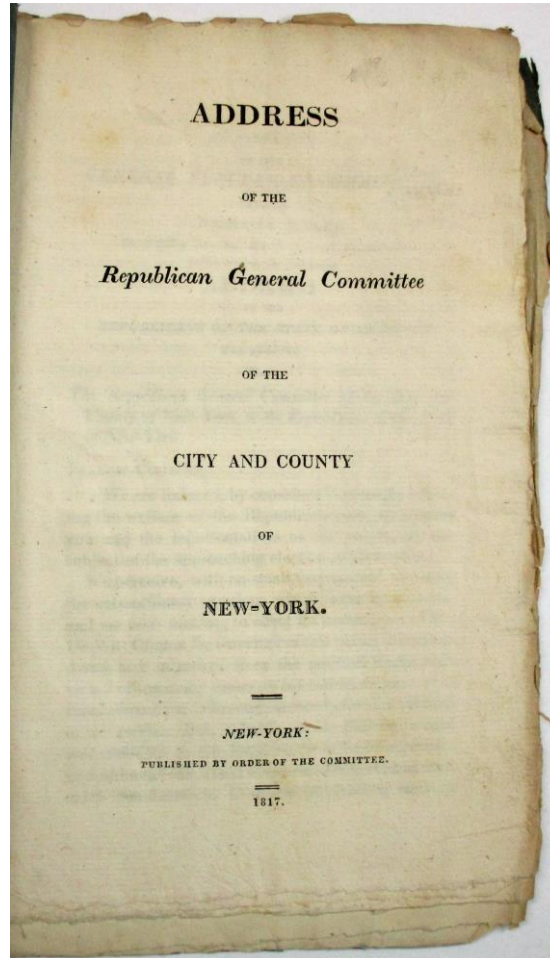 ADDRESS
OF THE
Republican General Committee
OF THE
CITY AND COUNTY
OF
NEW=YORK.
NEW-YORK:
PUBLISHED BY ORDER OF THE COMMITTEE.
1817.